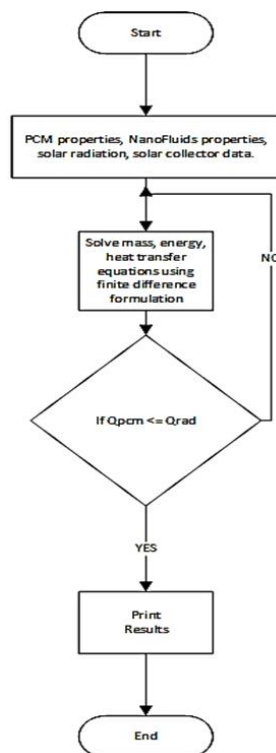 Start
PCM properties, NanoFluids properties,
solar radiation, solar collector data.
Solve mass, energy,
heat transfer
equations using
finite difference
formulation
NO
If Qpcm <= Qrad
YES
Print
Results
End